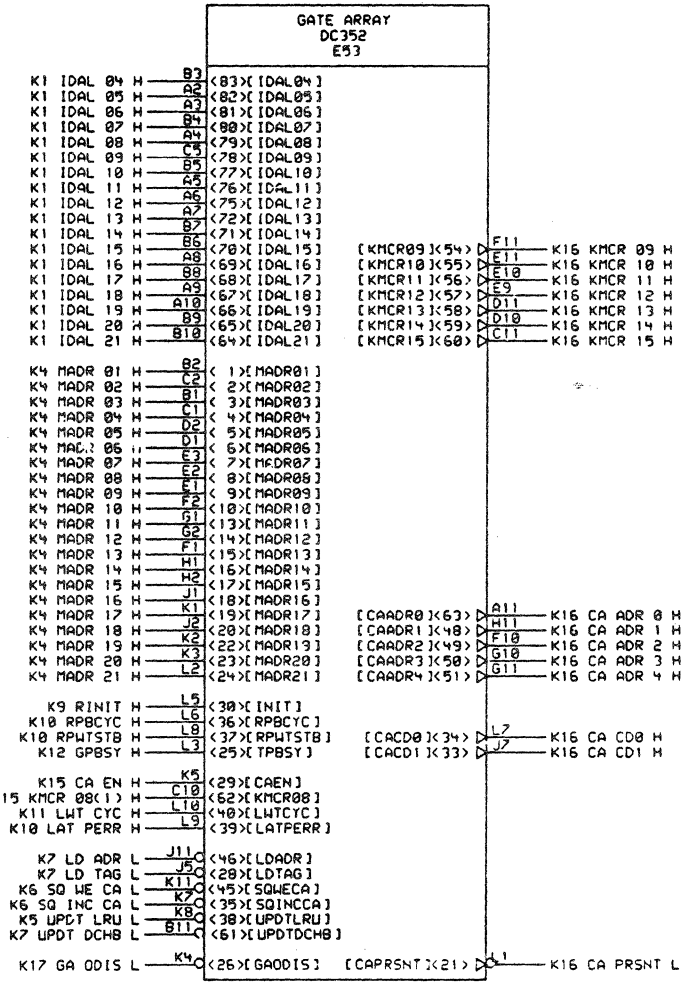 GATE ARRAY
DC352
E53
K1 IDAL 04 H B3 <83>[IDAL04]
K1 IDAL 05 H A2 <82>[IDAL05]
K1 IDAL 06 H A3 <81>[IDAL06]
K1 IDAL 07 H B4 <80>[IDAL07]
K1 IDAL 08 H A4 <79>[IDAL08]
K1 IDAL 09 H C5 <78>[IDAL09]
K1 IDAL 10 H B5 <77>[IDAL10]
K1 IDAL 11 H A5 <76>[IDAL11]
K1 IDAL 12 H A6 <75>[IDAL12]
K1 IDAL 13 H A7 <72>[IDAL13]
K1 IDAL 14 H B7 <71>[IDAL14]
K1 IDAL 15 H B6 <70>[IDAL15] [KMCR09]<54> F11 K16 KMCR 09 H
K1 IDAL 16 H A8 <69>[IDAL16] [KMCR10]<55> E11 K16 KMCR 10 H
K1 IDAL 17 H B8 <68>[IDAL17] [KMCR11]<56> E10 K16 KMCR 11 H
K1 IDAL 18 H A9 <67>[IDAL18] [KMCR12]<57> E9 K16 KMCR 12 H
K1 IDAL 19 H A10 <66>[IDAL19] [KMCR13]<58> D11 K16 KMCR 13 H
K1 IDAL 20 H B9 <65>[IDAL20] [KMCR14]<59> D10 K16 KMCR 14 H
K1 IDAL 21 H B10 <64>[IDAL21] [KMCR15]<60> C11 K16 KMCR 15 H
K4 MADR 01 H B2 < 1>[MADR01]
K4 MADR 02 H C2 < 2>[MADR02]
K4 MADR 03 H B1 < 3>[MADR03]
K4 MADR 04 H C1 < 4>[MADR04]
K4 MADR 05 H D2 < 5>[MADR05]
K4 MADR 06 H D1 < 6>[MADR06]
K4 MADR 07 H E3 < 7>[MADR07]
K4 MADR 08 H E2 < 8>[MADR08]
K4 MADR 09 H E1 < 9>[MADR09]
K4 MADR 10 H F2 <10>[MADR10]
K4 MADR 11 H G1 <13>[MADR11]
K4 MADR 12 H G2 <14>[MADR12]
K4 MADR 13 H F1 <15>[MADR13]
K4 MADR 14 H H1 <16>[MADR14]
K4 MADR 15 H H2 <17>[MADR15]
K4 MADR 16 H J1 <18>[MADR16]
K4 MADR 17 H K1 <19>[MADR17] [CAADR0]<63> A11 K16 CA ADR 0 H
K4 MADR 18 H J2 <20>[MADR18] [CAADR1]<48> H11 K16 CA ADR 1 H
K4 MADR 19 H K2 <22>[MADR19] [CAADR2]<49> F10 K16 CA ADR 2 H
K4 MADR 20 H K3 <23>[MADR20] [CAADR3]<50> G10 K16 CA ADR 3 H
K4 MADR 21 H L2 <24>[MADR21] [CAADR4]<51> G11 K16 CA ADR 4 H
K9 RINIT H L5 <30>[INIT]
K10 RPBCYC H L6 <36>[RPBCYC]
K10 RPWTSTB H L8 <37>[RPWTSTB] [CACD0]<34> L7 K16 CA CD0 H
K12 GPBSY H L3 <25>[TPBSY] [CACD1]<33> J7 K16 CA CD1 H
K15 CA EN H K5 <29>[CAEN]
15 KMCR 08(1) H C10 <62>[KMCR08]
K11 LWT CYC H L10 <40>[LWTCYC]
K10 LAT PERR H L9 <39>[LATPERR]
K7 LD ADR L J11 <46>[LDADR]
K7 LD TAG L J5 <28>[LDTAG]
K6 SQ WE CA L K11 <45>[SQWECA]
K6 SQ INC CA L K7 <35>[SQINCCA]
K5 UPDT LRU L K8 <38>[UPDTLRU]
K7 UPDT DCHB L B11 <61>[UPDTDCHB]
K17 GA ODIS L K4 <26>[GAODIS] [CAPRSNT]<21> L1 K16 CA PRSNT L